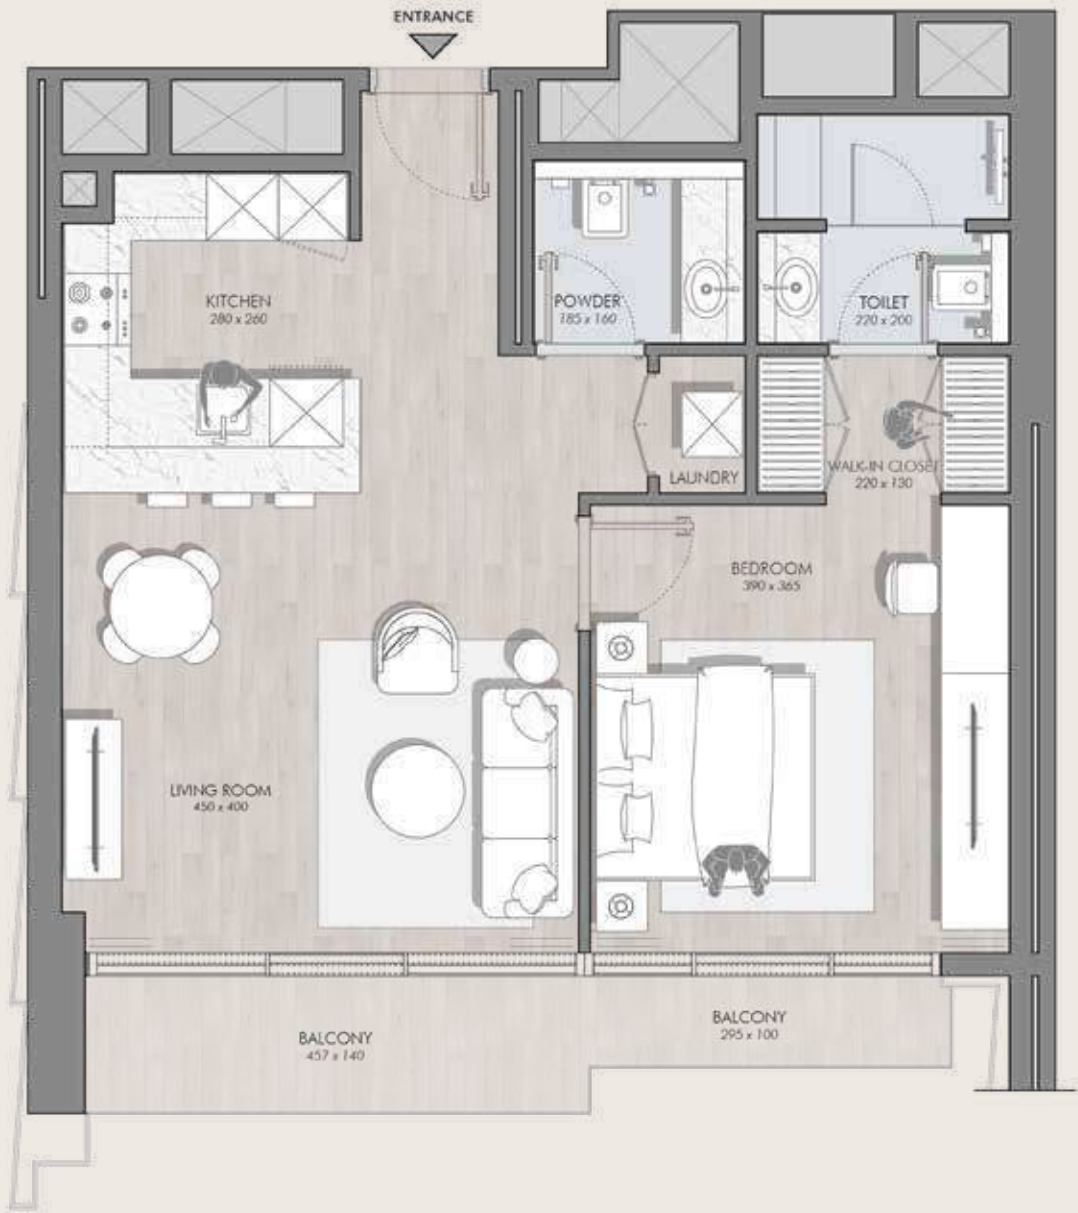 ENTRANCE
KITCHEN
280 x 260
POWDER
185 x 160
TOILET
220 x 200
LAUNDRY
WALK-IN CLOSET
220 x 130
BEDROOM
390 x 365
LIVING ROOM
450 x 400
BALCONY
457 x 140
BALCONY
295 x 100